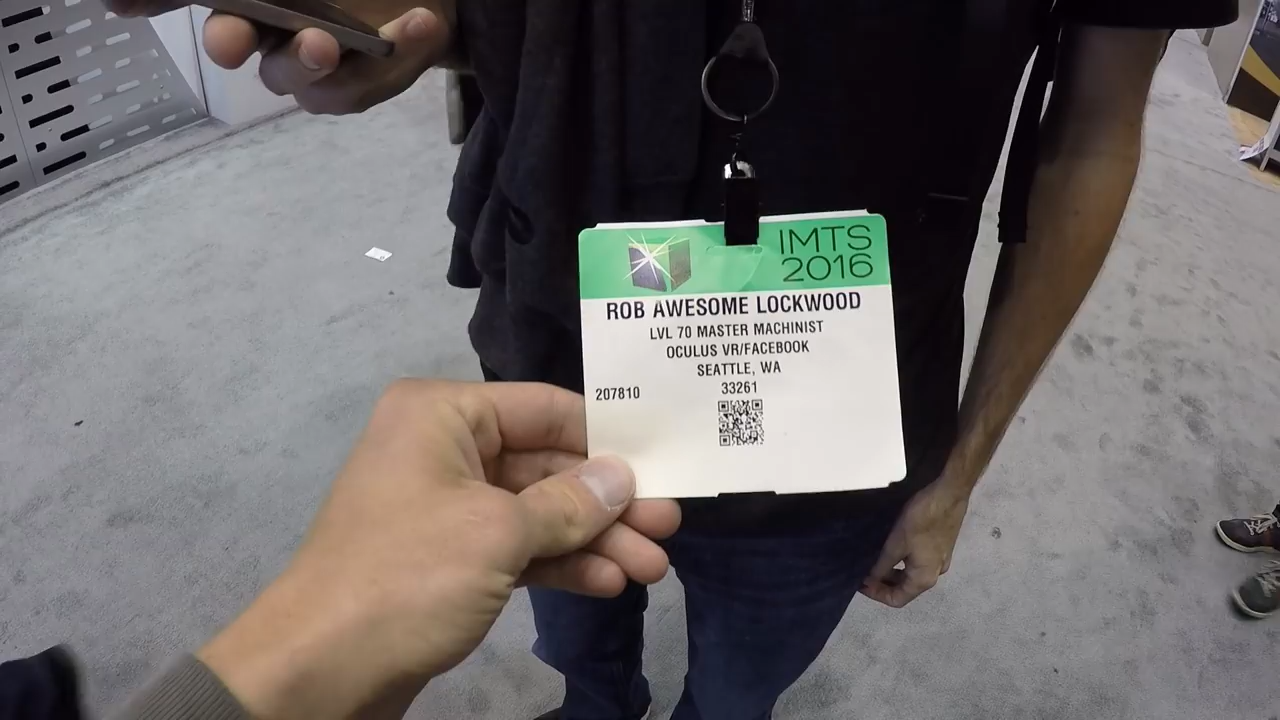 IMTS
2016
ROB AWESOME LOCKWOOD
LVL 70 MASTER MACHINIST
OCULUS VR/FACEBOOK
SEATTLE, WA
207810 33261